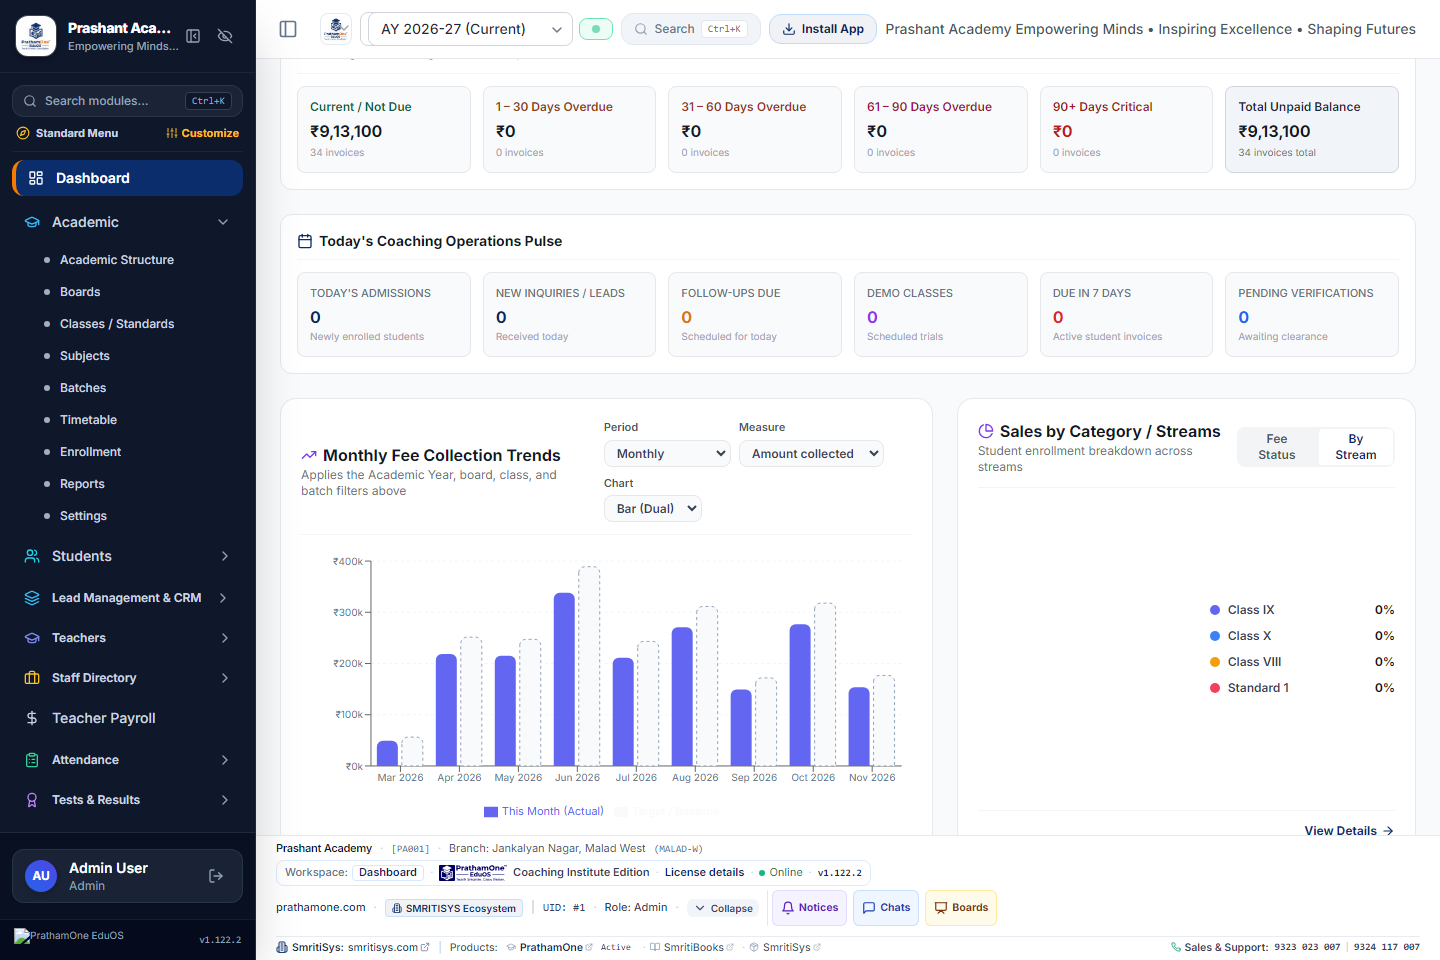 Prashant Aca...
Empowering Minds...
Search modules...
Ctrl+K
Standard Menu
Customize
Dashboard
Academic
Academic Structure
Boards
Classes / Standards
Subjects
Batches
Timetable
Enrollment
Reports
Settings
Students
Lead Management & CRM
Teachers
Staff Directory
Teacher Payroll
Attendance
Tests & Results
AU
Admin User
Admin
PrathamOne EduOS
v1.122.2
AY 2026-27 (Current)
Search
Ctrl+K
Install App
Prashant Academy Empowering Minds • Inspiring Excellence • Shaping Futures
Current / Not Due
₹9,13,100
34 invoices
1–30 Days Overdue
₹0
0 invoices
31–60 Days Overdue
₹0
0 invoices
61–90 Days Overdue
₹0
0 invoices
90+ Days Critical
₹0
0 invoices
Total Unpaid Balance
₹9,13,100
34 invoices total
Today's Coaching Operations Pulse
TODAY'S ADMISSIONS
0
Newly enrolled students
NEW INQUIRIES / LEADS
0
Received today
FOLLOW-UPS DUE
0
Scheduled for today
DEMO CLASSES
0
Scheduled trials
DUE IN 7 DAYS
0
Active student invoices
PENDING VERIFICATIONS
0
Awaiting clearance
Monthly Fee Collection Trends
Applies the Academic Year, board, class, and
batch filters above
Period
Monthly
Measure
Amount collected
Chart
Bar (Dual)
₹400k
₹300k
₹200k
₹100k
₹0k
Mar 2026
Apr 2026
May 2026
Jun 2026
Jul 2026
Aug 2026
Sep 2026
Oct 2026
Nov 2026
This Month (Actual)
Sales by Category / Streams
Student enrollment breakdown across
streams
Fee
Status
By
Stream
Class IX 0%
Class X 0%
Class VIII 0%
Standard 1 0%
View Details →
Prashant Academy · [PA001] · Branch: Jankalyan Nagar, Malad West (MALAD-W)
Workspace: Dashboard · PrathamOne EduOS Coaching Institute Edition · License details · Online · v1.122.2
prathamone.com · SMRITISYS Ecosystem | UID: #1 · Role: Admin · Collapse
Notices
Chats
Boards
SmritiSys: smritisys.com | Products: PrathamOne Active · SmritiBooks · SmritiSys
Sales & Support: 9323 023 007 | 9324 117 007